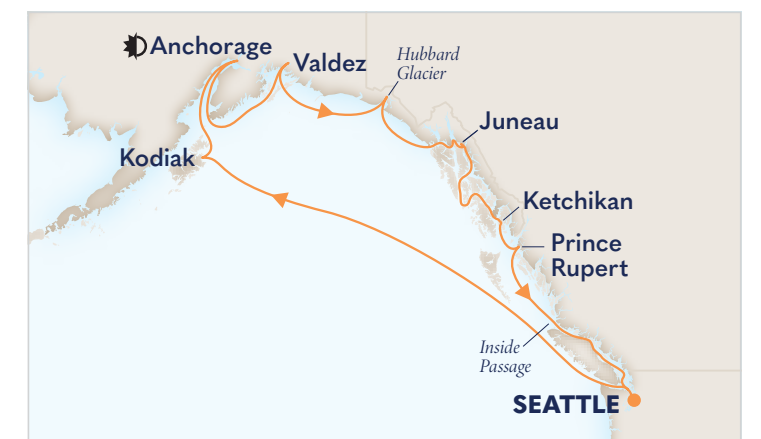 Anchorage
Valdez
Hubbard
Glacier
Juneau
Kodiak
Ketchikan
Prince
Rupert
Inside
Passage
SEATTLE